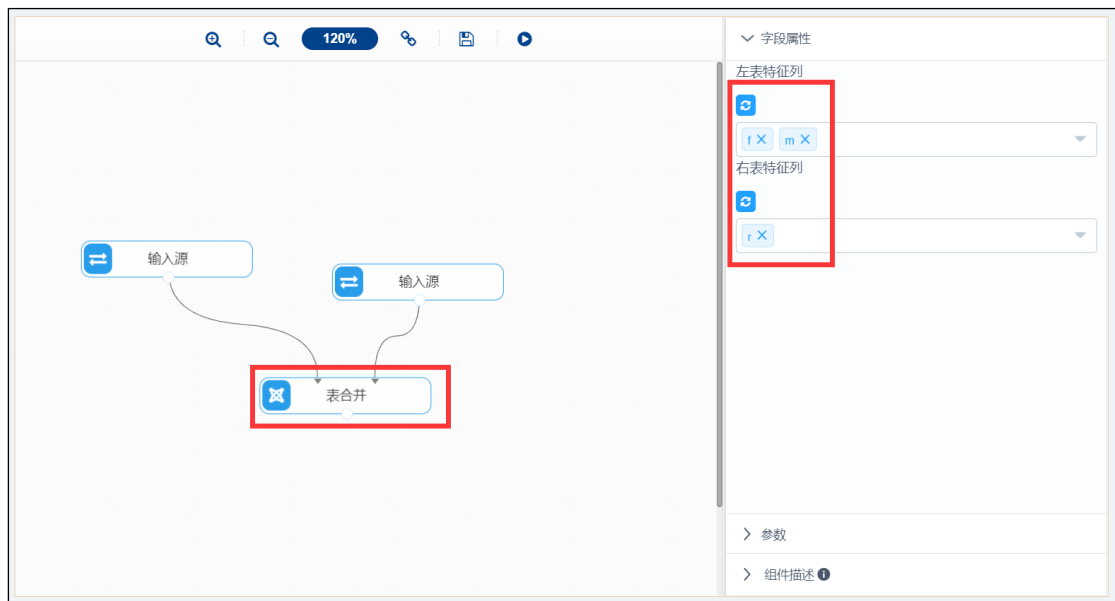 120%
字段属性
左表特征列
f m
右表特征列
r
输入源
输入源
表合并
参数
组件描述